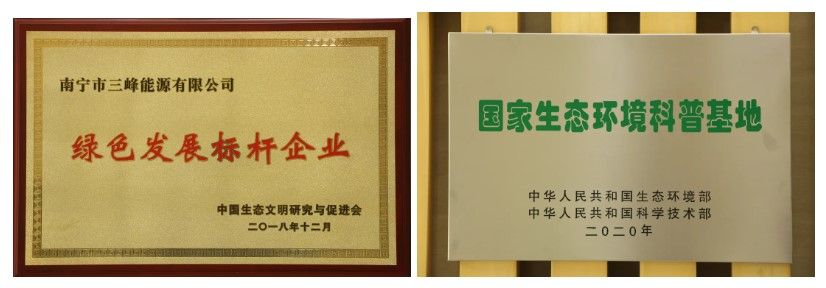 南宁市三峰能源有限公司
绿色发展标杆企业
中国生态文明研究与促进会
二〇一八年十二月
国家生态环境科普基地
中华人民共和国生态环境部
中华人民共和国科学技术部
二〇二〇年